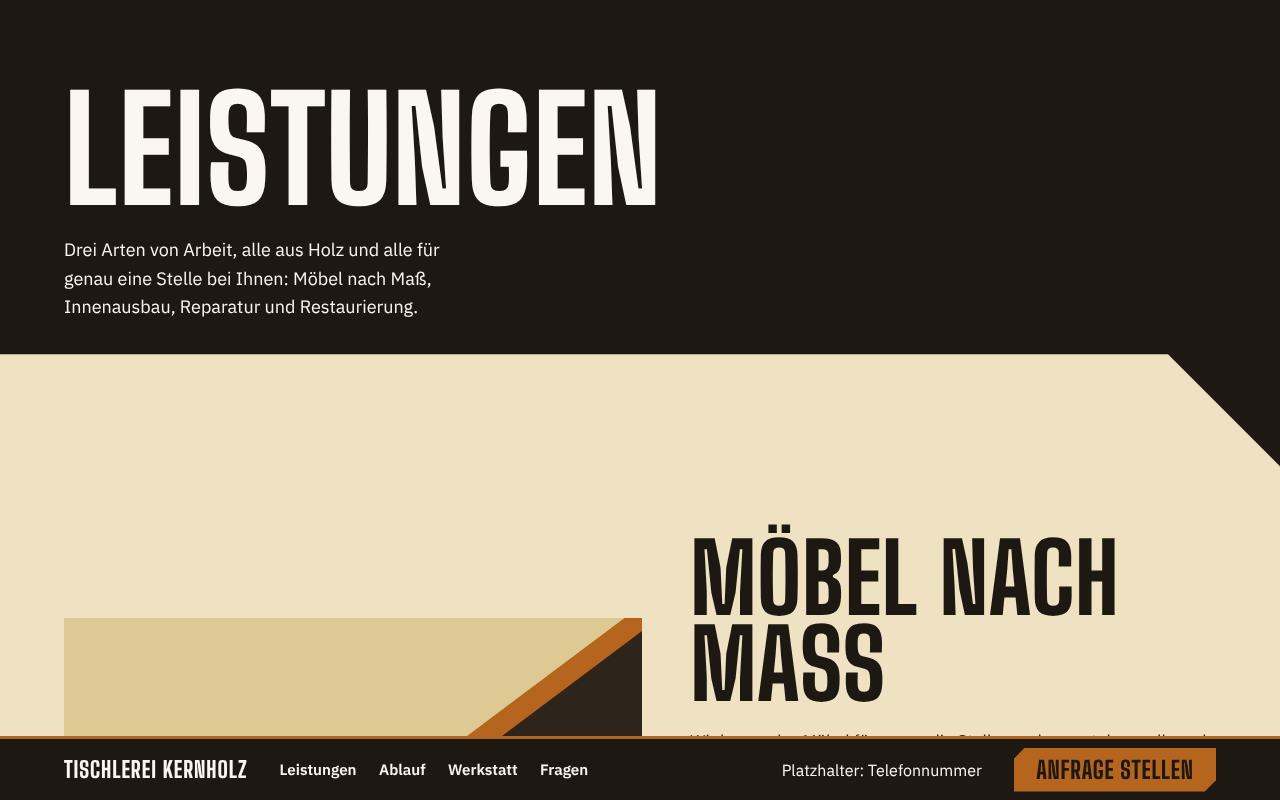 LEISTUNGEN
Drei Arten von Arbeit, alle aus Holz und alle für
genau eine Stelle bei Ihnen: Möbel nach Maß,
Innenausbau, Reparatur und Restaurierung.
MÖBEL NACH
MASS
TISCHLEREI KERNHOLZ
Leistungen
Ablauf
Werkstatt
Fragen
Platzhalter: Telefonnummer
ANFRAGE STELLEN